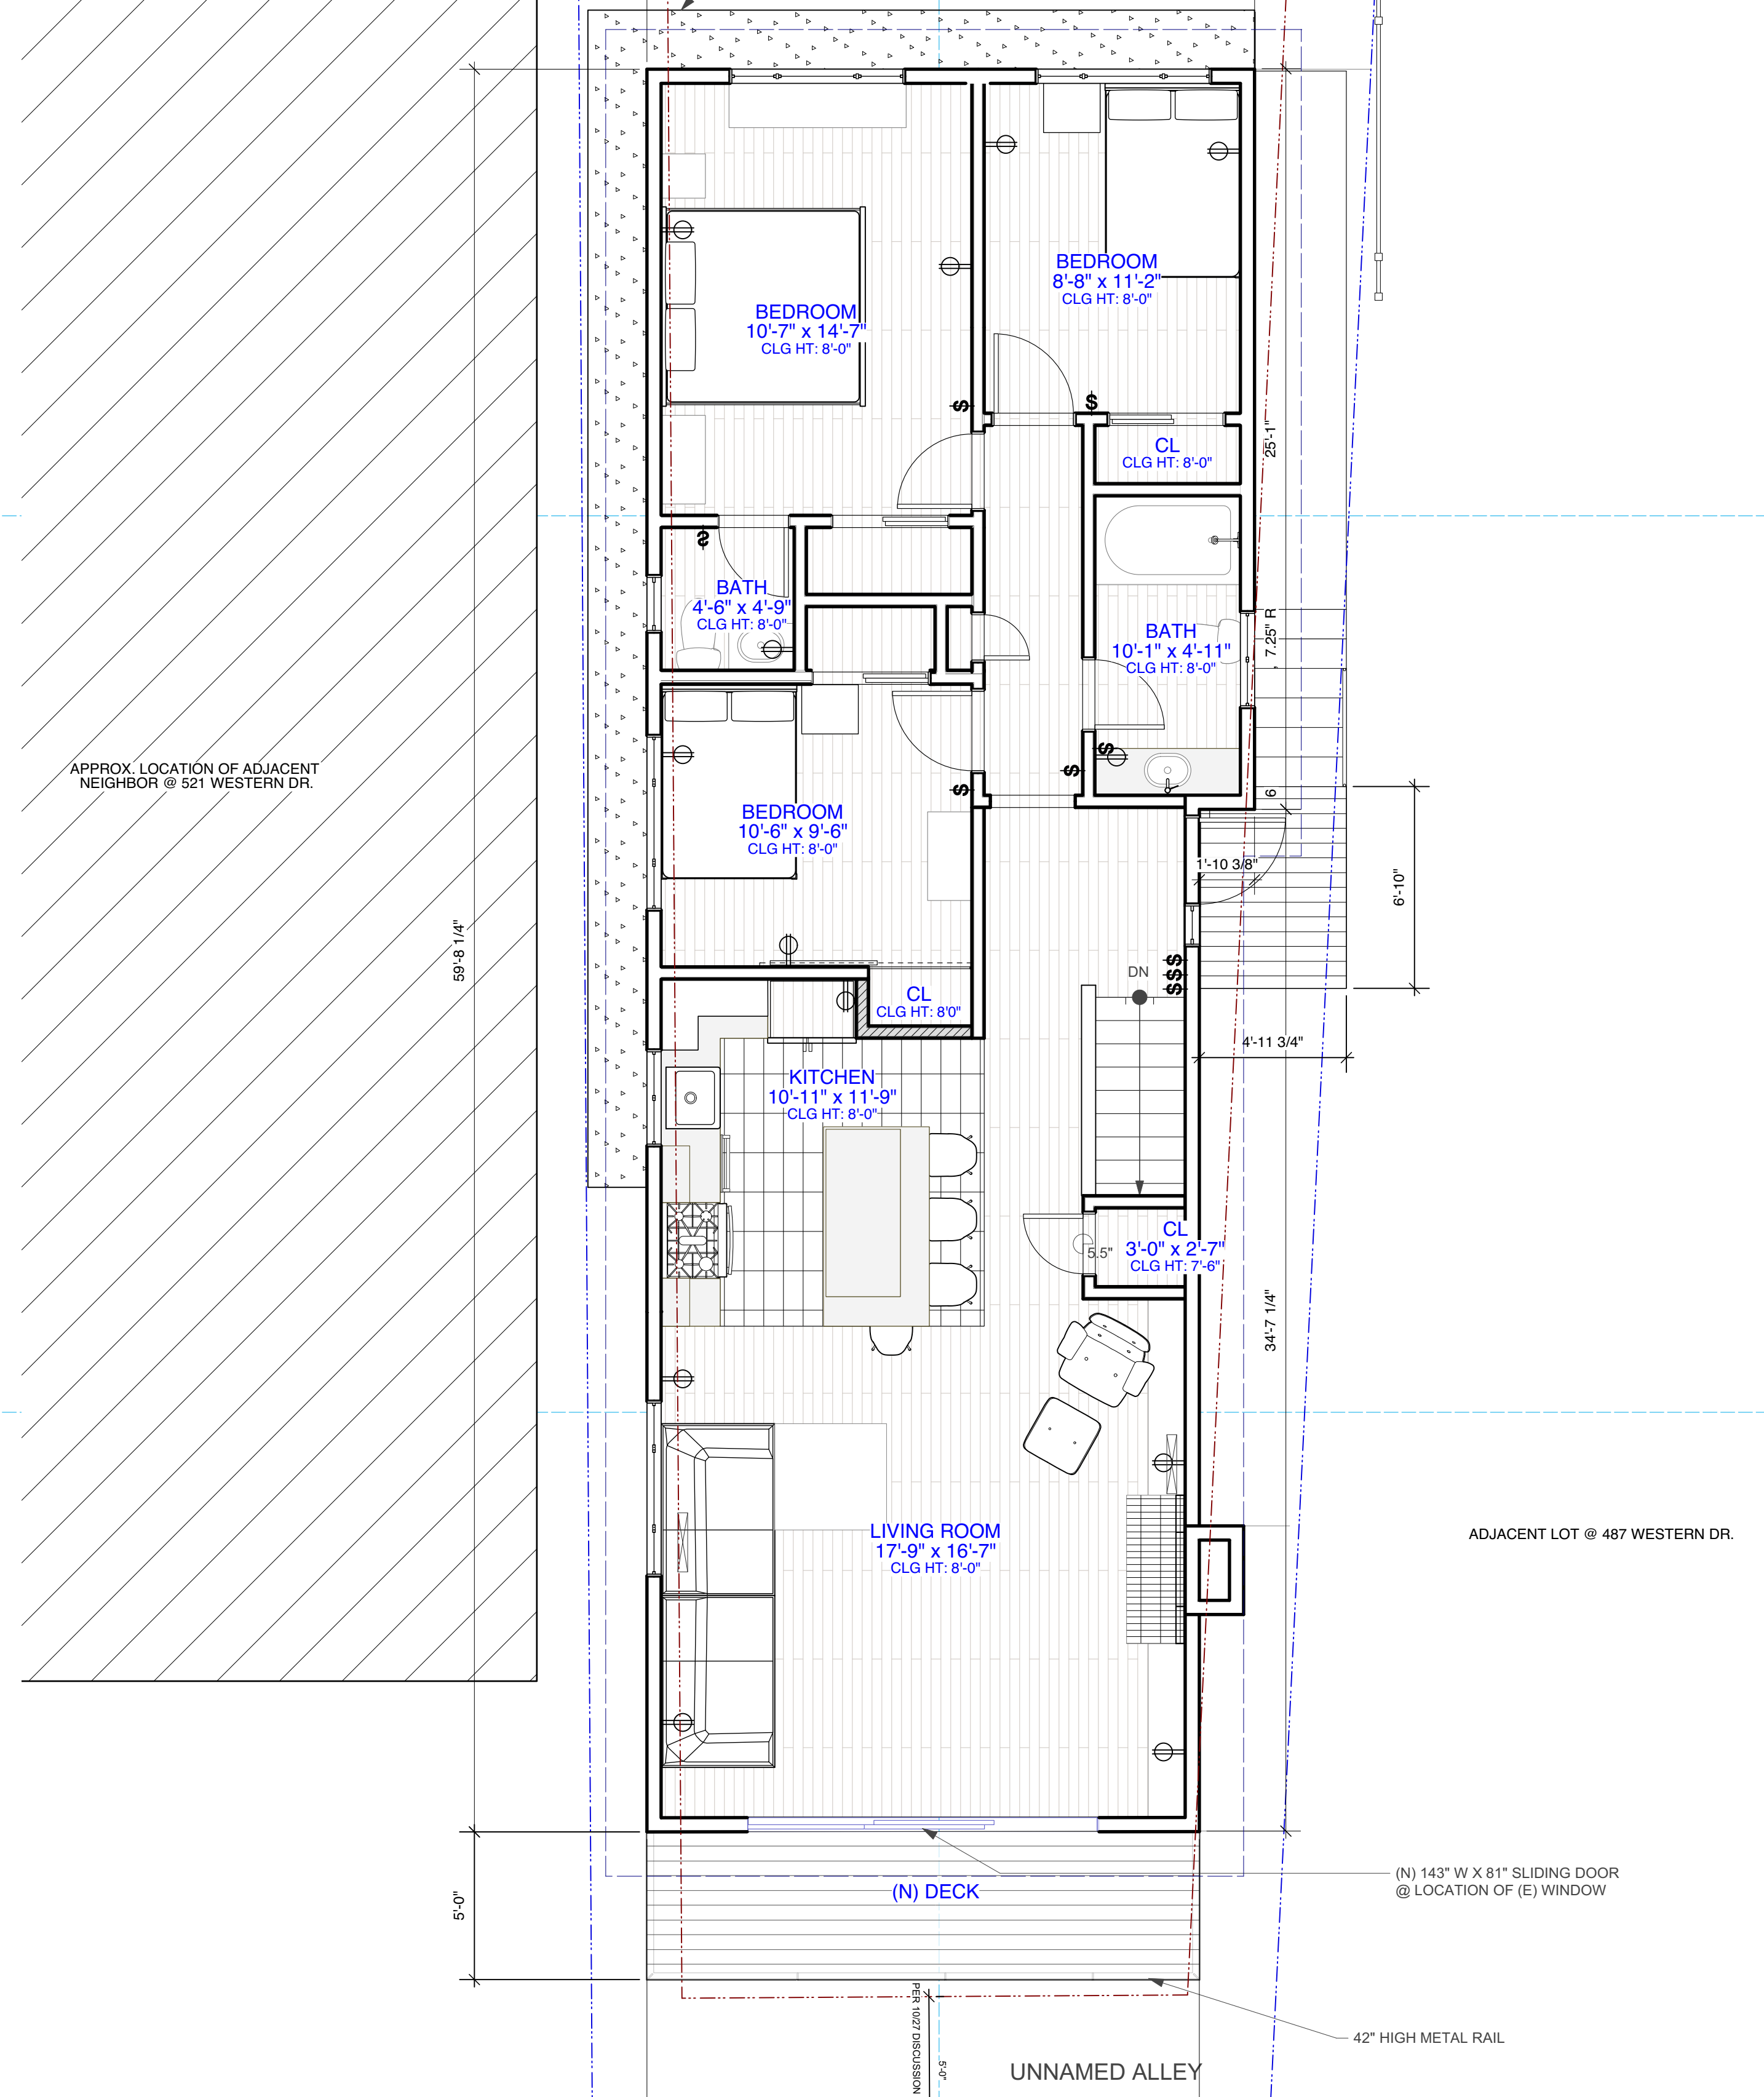 BEDROOM
8'-8" x 11'-2"
CLG HT: 8'-0"
BEDROOM
10'-7" x 14'-7"
CLG HT: 8'-0"
$
$
CL
CLG HT: 8'-0"
25'-1"
$
BATH
4'-6" x 4'-9"
CLG HT: 8'-0"
BATH
10'-1" x 4'-11"
CLG HT: 8'-0"
7.25" R
6
$
$
$
APPROX. LOCATION OF ADJACENT
NEIGHBOR @ 521 WESTERN DR.
BEDROOM
10'-6" x 9'-6"
CLG HT: 8'-0"
1'-10 3/8"
6'-10"
59'-8 1/4"
DN
$$$
CL
CLG HT: 8'0"
4'-11 3/4"
KITCHEN
10'-11" x 11'-9"
CLG HT: 8'-0"
CL
3'-0" x 2'-7"
CLG HT: 7'-6"
5.5"
34'-7 1/4"
LIVING ROOM
17'-9" x 16'-7"
CLG HT: 8'-0"
ADJACENT LOT @ 487 WESTERN DR.
(N) 143" W X 81" SLIDING DOOR
@ LOCATION OF (E) WINDOW
(N) DECK
5'-0"
PER 10/27 DISCUSSION
5'-0"
42" HIGH METAL RAIL
UNNAMED ALLEY